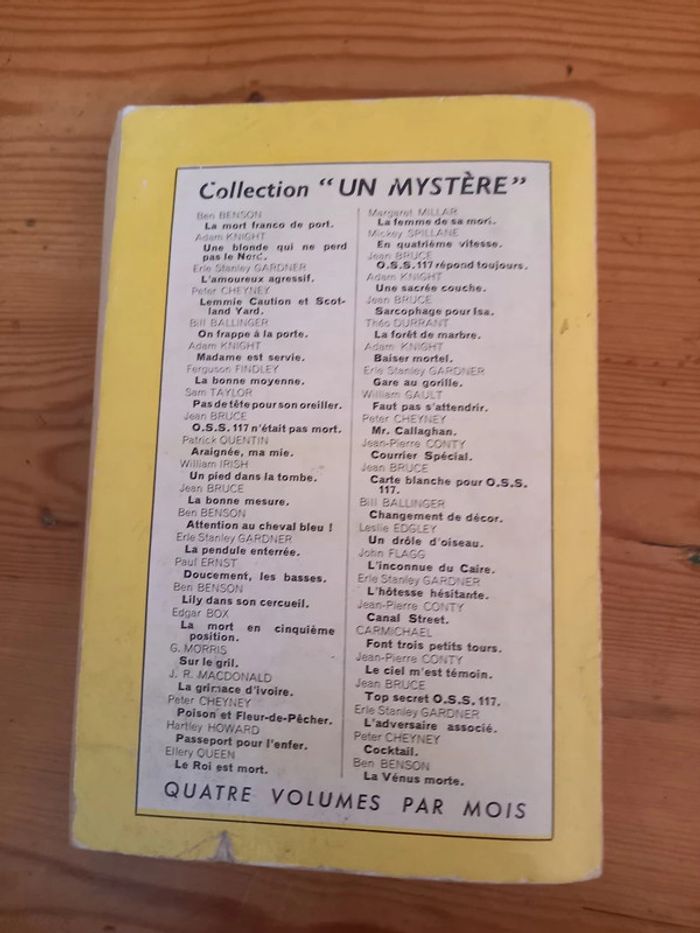 Collection "UN MYSTÈRE"
Ben BENSON
La mort franco de port.
Adam KNIGHT
Une blonde qui ne perd
pas le Nord.
Erle Stanley GARDNER
L'amoureux agressif.
Peter CHEYNEY
Lemmie Caution et Scot-
land Yard.
Bill BALLINGER
On frappe à la porte.
Adam KNIGHT
Madame est servie.
Ferguson FINDLEY
La bonne moyenne.
Sam TAYLOR
Pas de tête pour son oreiller.
Jean BRUCE
O.S.S. 117 n'était pas mort.
Patrick QUENTIN
Araignée, ma mie.
William IRISH
Un pied dans la tombe.
Jean BRUCE
La bonne mesure.
Ben BENSON
Attention au cheval bleu !
Erle Stanley GARDNER
La pendule enterrée.
Paul ERNST
Doucement, les basses.
Ben BENSON
Lily dans son cercueil.
Edgar BOX
La mort en cinquième
position.
G. MORRIS
Sur le gril.
J. R. MACDONALD
La grimace d'ivoire.
Peter CHEYNEY
Poison et Fleur-de-Pêcher.
Hartley HOWARD
Passeport pour l'enfer.
Ellery QUEEN
Le Roi est mort.
Margaret MILLAR
La femme de sa mort.
Mickey SPILLANE
En quatrième vitesse.
Jean BRUCE
O.S.S. 117 répond toujours.
Adam KNIGHT
Une sacrée couche.
Jean BRUCE
Sarcophage pour Isa.
Théo DURRANT
La forêt de marbre.
Adam KNIGHT
Baiser mortel.
Erle Stanley GARDNER
Gare au gorille.
William GAULT
Faut pas s'attendrir.
Peter CHEYNEY
Mr. Callaghan.
Jean-Pierre CONTY
Courrier Spécial.
Jean BRUCE
Carte blanche pour O.S.S.
117.
Bill BALLINGER
Changement de décor.
Leslie EDGLEY
Un drôle d'oiseau.
John FLAGG
L'inconnue du Caire.
Erle Stanley GARDNER
L'hôtesse hésitante.
Jean-Pierre CONTY
Canal Street.
CARMICHAEL
Font trois petits tours.
Jean-Pierre CONTY
Le ciel m'est témoin.
Jean BRUCE
Top secret O.S.S. 117.
Erle Stanley GARDNER
L'adversaire associé.
Peter CHEYNEY
Cocktail.
Ben BENSON
La Vénus morte.
QUATRE VOLUMES PAR MOIS